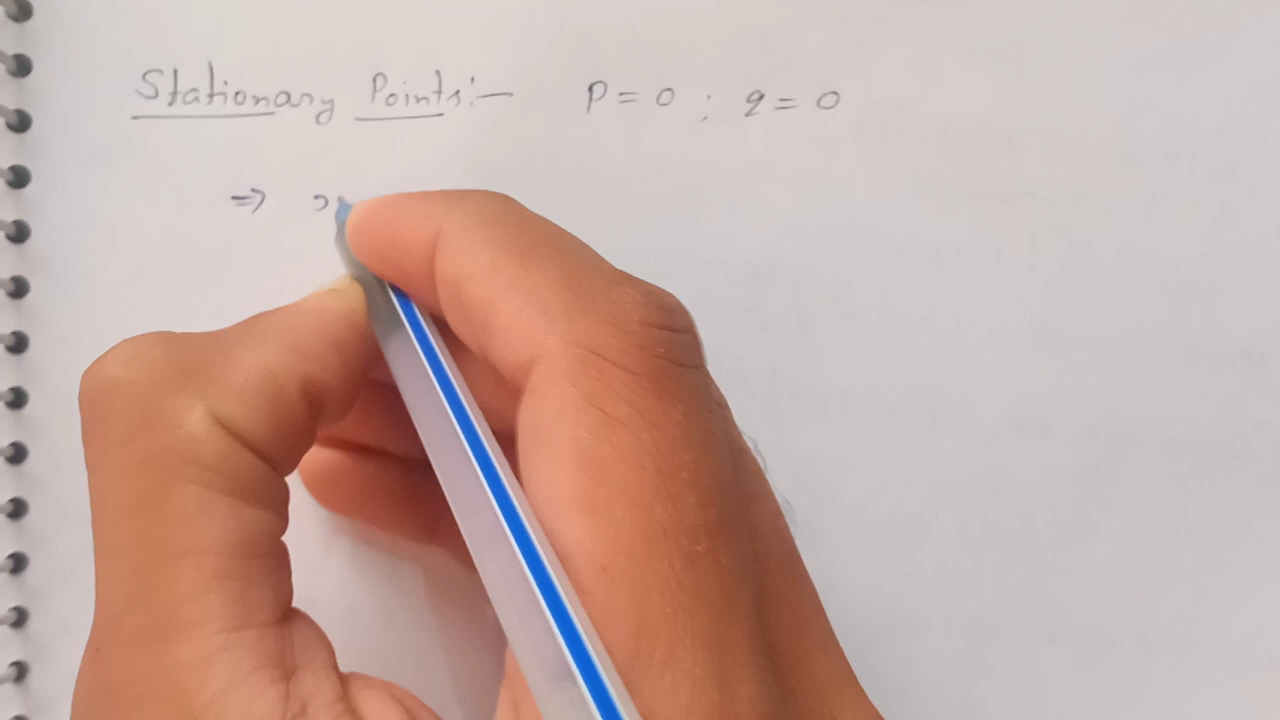 Stationary Points:- p = 0 ; q = 0
⇒